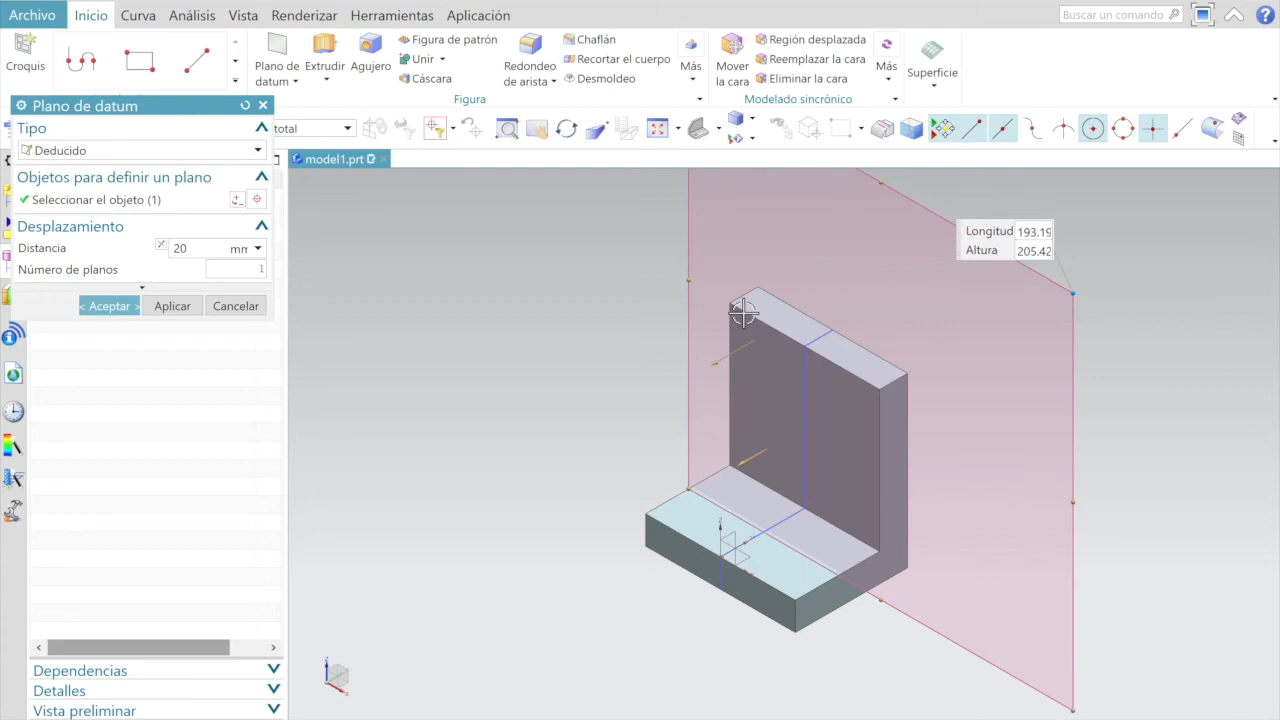 Archivo Inicio Curva Análisis Vista Renderizar Herramientas Aplicación Buscar un comando
Croquis
Plano de datum
Extrudir
Agujero
Figura de patrón
Unir
Cáscara
Redondeo de arista
Chaflán
Recortar el cuerpo
Desmoldeo
Más
Mover la cara
Región desplazada
Reemplazar la cara
Eliminar la cara
Más
Superficie
Figura
Modelado sincrónico
Plano de datum
total
Tipo
Deducido
model1.prt
Objetos para definir un plano
Seleccionar el objeto (1)
Desplazamiento
Distancia 20 mm
Número de planos 1
< Aceptar > Aplicar Cancelar
Longitud 193.19
Altura 205.42
Z
Z
X
Dependencias
Detalles
Vista preliminar